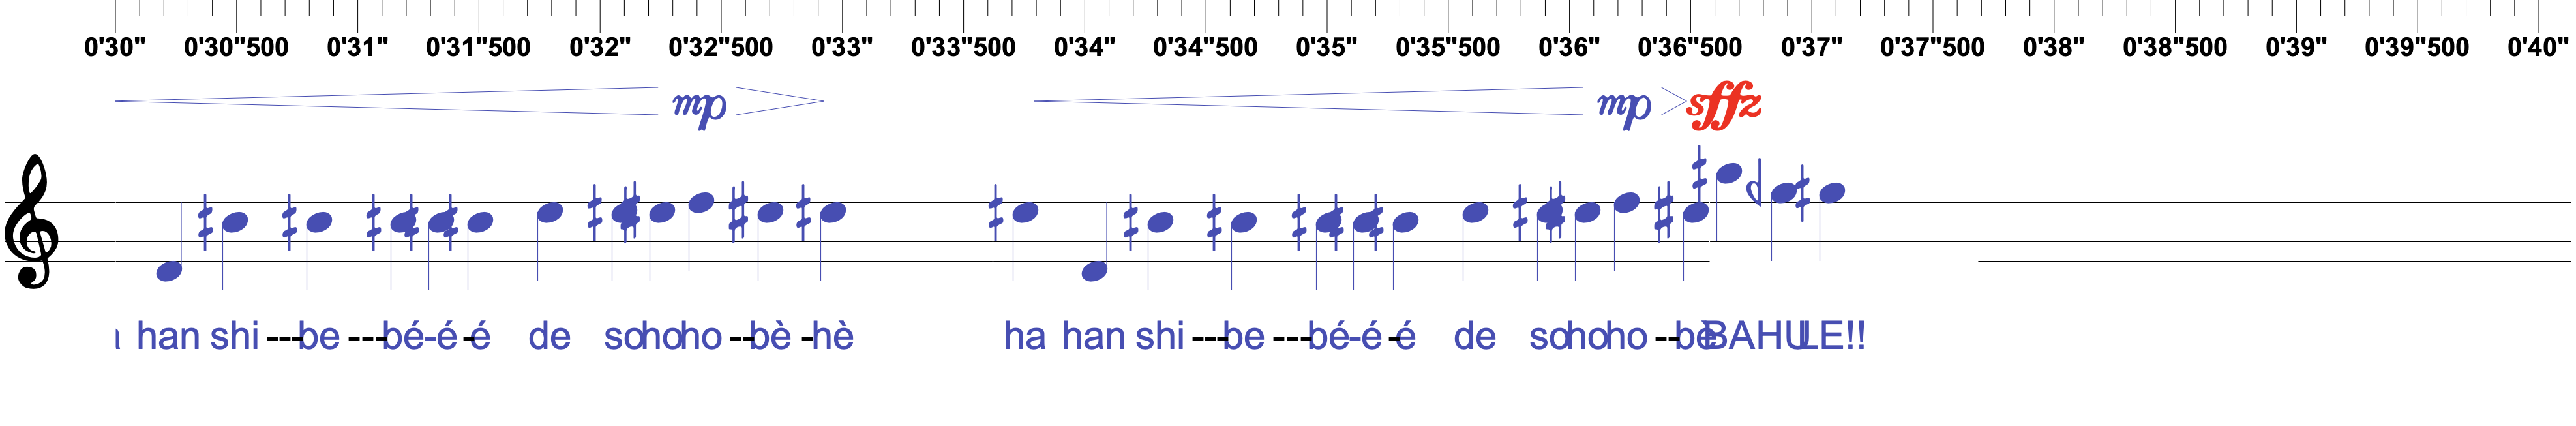 0'30" 0'30"500 0'31" 0'31"500 0'32" 0'32"500 0'33" 0'33"500 0'34" 0'34"500 0'35" 0'35"500 0'36" 0'36"500 0'37" 0'37"500 0'38" 0'38"500 0'39" 0'39"500 0'40"
mp mp sffz
han shi ---be ---bé-é-é de sohoho --bè -hè ha han shi ---be ---bé-é-é de sohoho --bèBAHULE!!